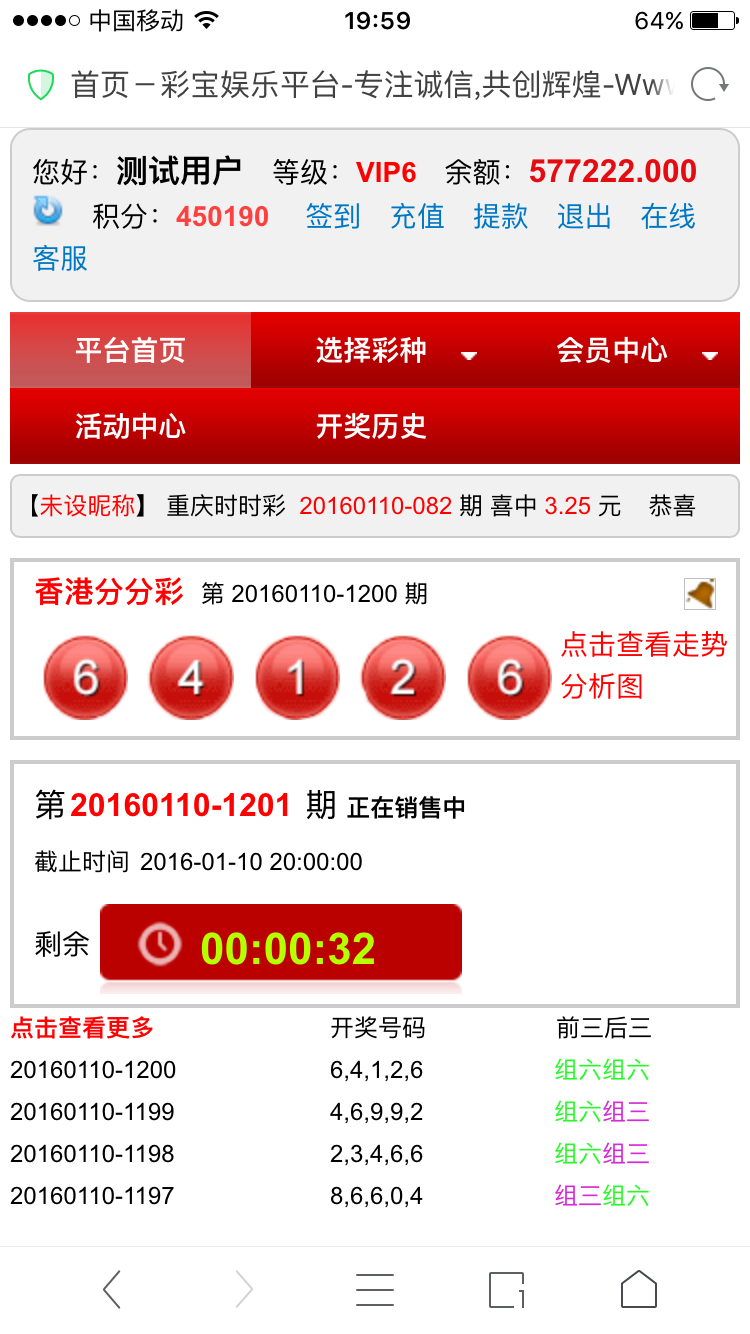 中国移动 19:59 64%
首页－彩宝娱乐平台-专注诚信,共创辉煌-Www
您好：测试用户 等级：VIP6 余额：577222.000
积分：450190 签到 充值 提款 退出 在线
客服
平台首页 选择彩种 会员中心
活动中心 开奖历史
【未设昵称】 重庆时时彩 20160110-082 期 喜中 3.25 元 恭喜
香港分分彩 第 20160110-1200 期
6 4 1 2 6
点击查看走势
分析图
第20160110-1201 期 正在销售中
截止时间 2016-01-10 20:00:00
剩余 00:00:32
点击查看更多 开奖号码 前三后三
20160110-1200 6,4,1,2,6 组六组六
20160110-1199 4,6,9,9,2 组六组三
20160110-1198 2,3,4,6,6 组六组三
20160110-1197 8,6,6,0,4 组三组六